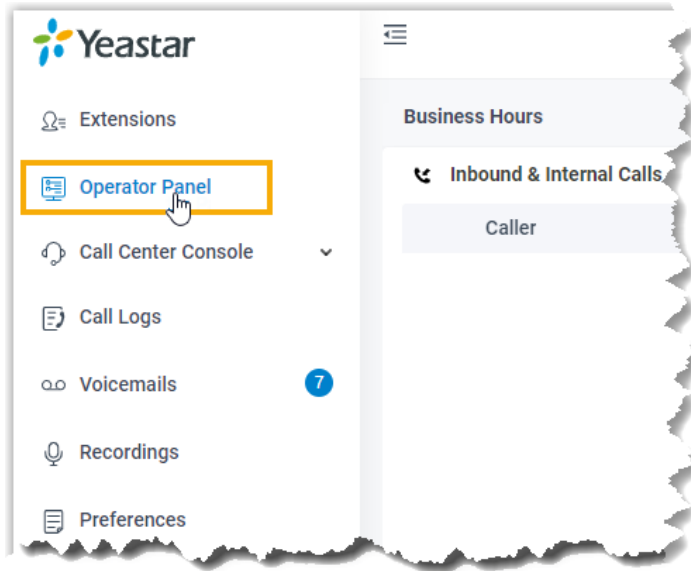 Yeastar
Extensions
Operator Panel
Call Center Console
Call Logs
Voicemails 7
Recordings
Preferences
Business Hours
Inbound & Internal Calls
Caller